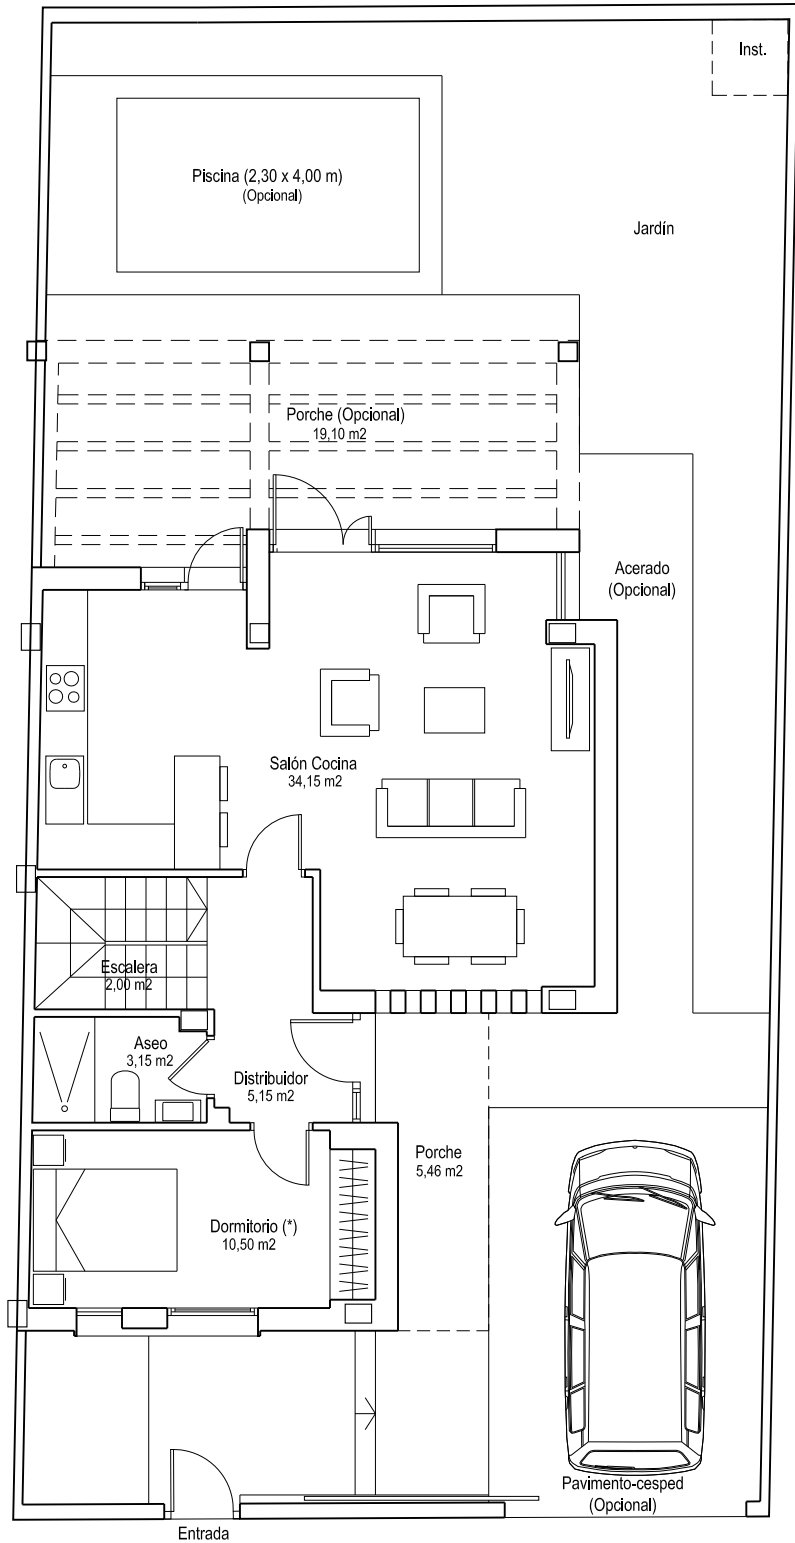 Inst.
Piscina (2,30 x 4,00 m)
(Opcional)
Jardín
Porche (Opcional)
19,10 m2
Acerado
(Opcional)
Salón Cocina
34,15 m2
Escalera
2,00 m2
Aseo
3,15 m2
Distribuidor
5,15 m2
Porche
5,46 m2
Dormitorio (*)
10,50 m2
Pavimento-cesped
(Opcional)
Entrada